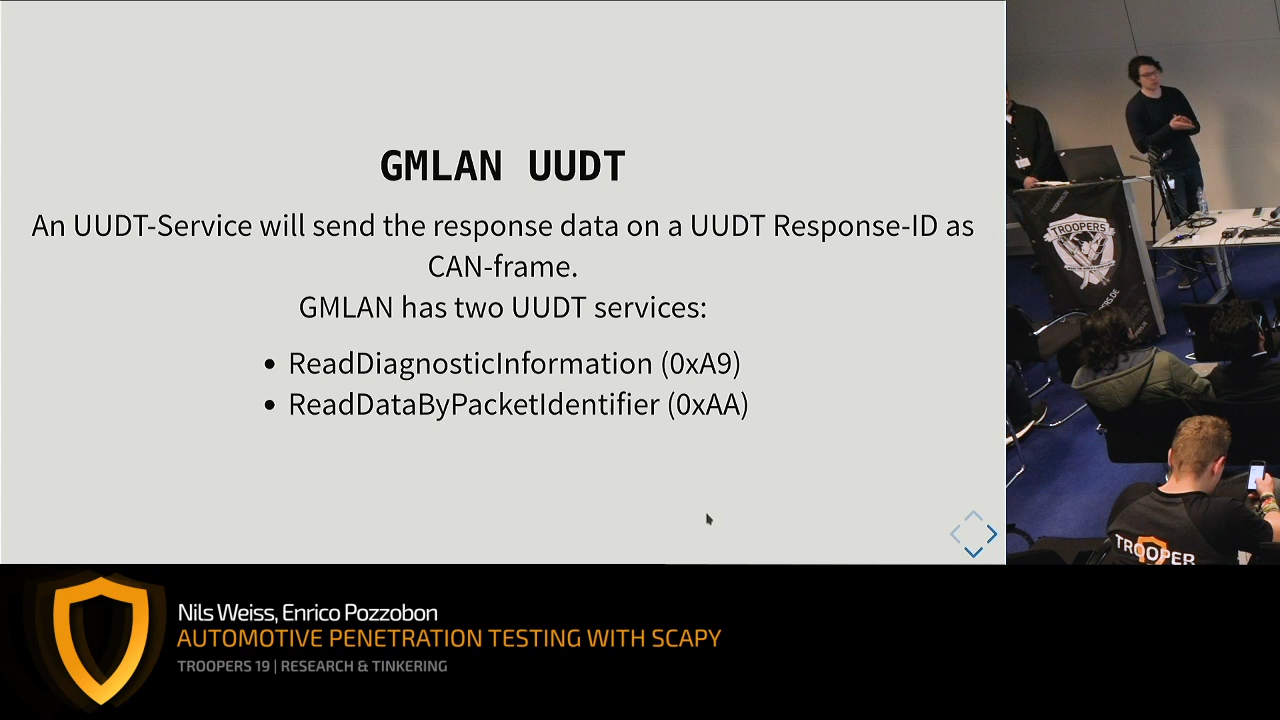 GMLAN UUDT
An UUDT-Service will send the response data on a UUDT Response-ID as
CAN-frame.
GMLAN has two UUDT services:
ReadDiagnosticInformation (0xA9)
ReadDataByPacketIdentifier (0xAA)
TROOPERS
TROOPER
Nils Weiss, Enrico Pozzobon
AUTOMOTIVE PENETRATION TESTING WITH SCAPY
TROOPERS 19 | RESEARCH & TINKERING